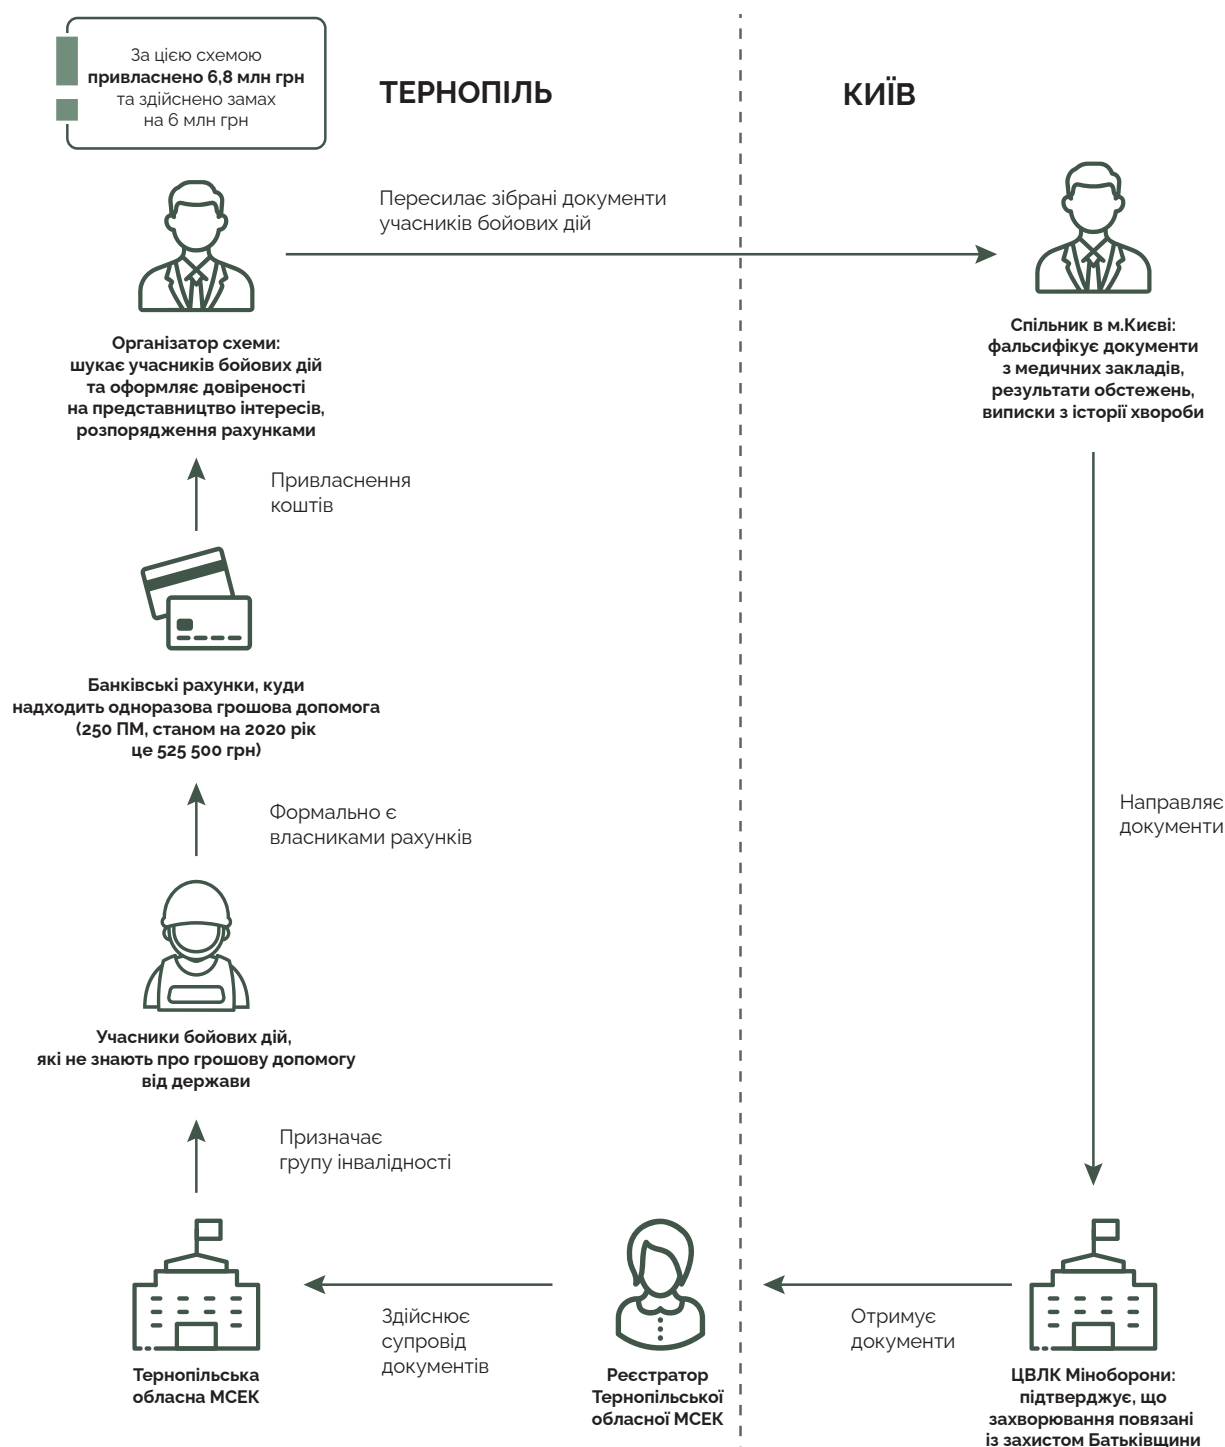 За цією схемою
привласнено 6,8 млн грн
та здійснено замах
на 6 млн грн
ТЕРНОПІЛЬ
КИЇВ
Пересилає зібрані документи
учасників бойових дій
Організатор схеми:
шукає учасників бойових дій
та оформляє довіреності
на представництво інтересів,
розпорядження рахунками
Спільник в м.Києві:
фальсифікує документи
з медичних закладів,
результати обстежень,
виписки з історії хвороби
Привласнення
коштів
Банківські рахунки, куди
надходить одноразова грошова допомога
(250 ПМ, станом на 2020 рік
це 525 500 грн)
Формально є
власниками рахунків
Направляє
документи
Учасники бойових дій,
які не знають про грошову допомогу
від держави
Призначає
групу інвалідності
Здійснює
супровід
документів
Отримує
документи
Тернопільська
обласна МСЕК
Реєстратор
Тернопільської
обласної МСЕК
ЦВЛК Міноборони:
підтверджує, що
захворювання повязані
із захистом Батьківщини